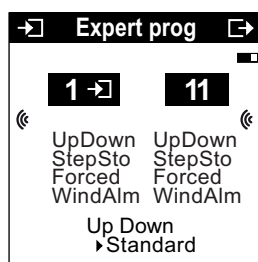 Expert prog
1 11
UpDown UpDown
StepSto StepSto
Forced Forced
WindAlm WindAlm
Up Down
Standard